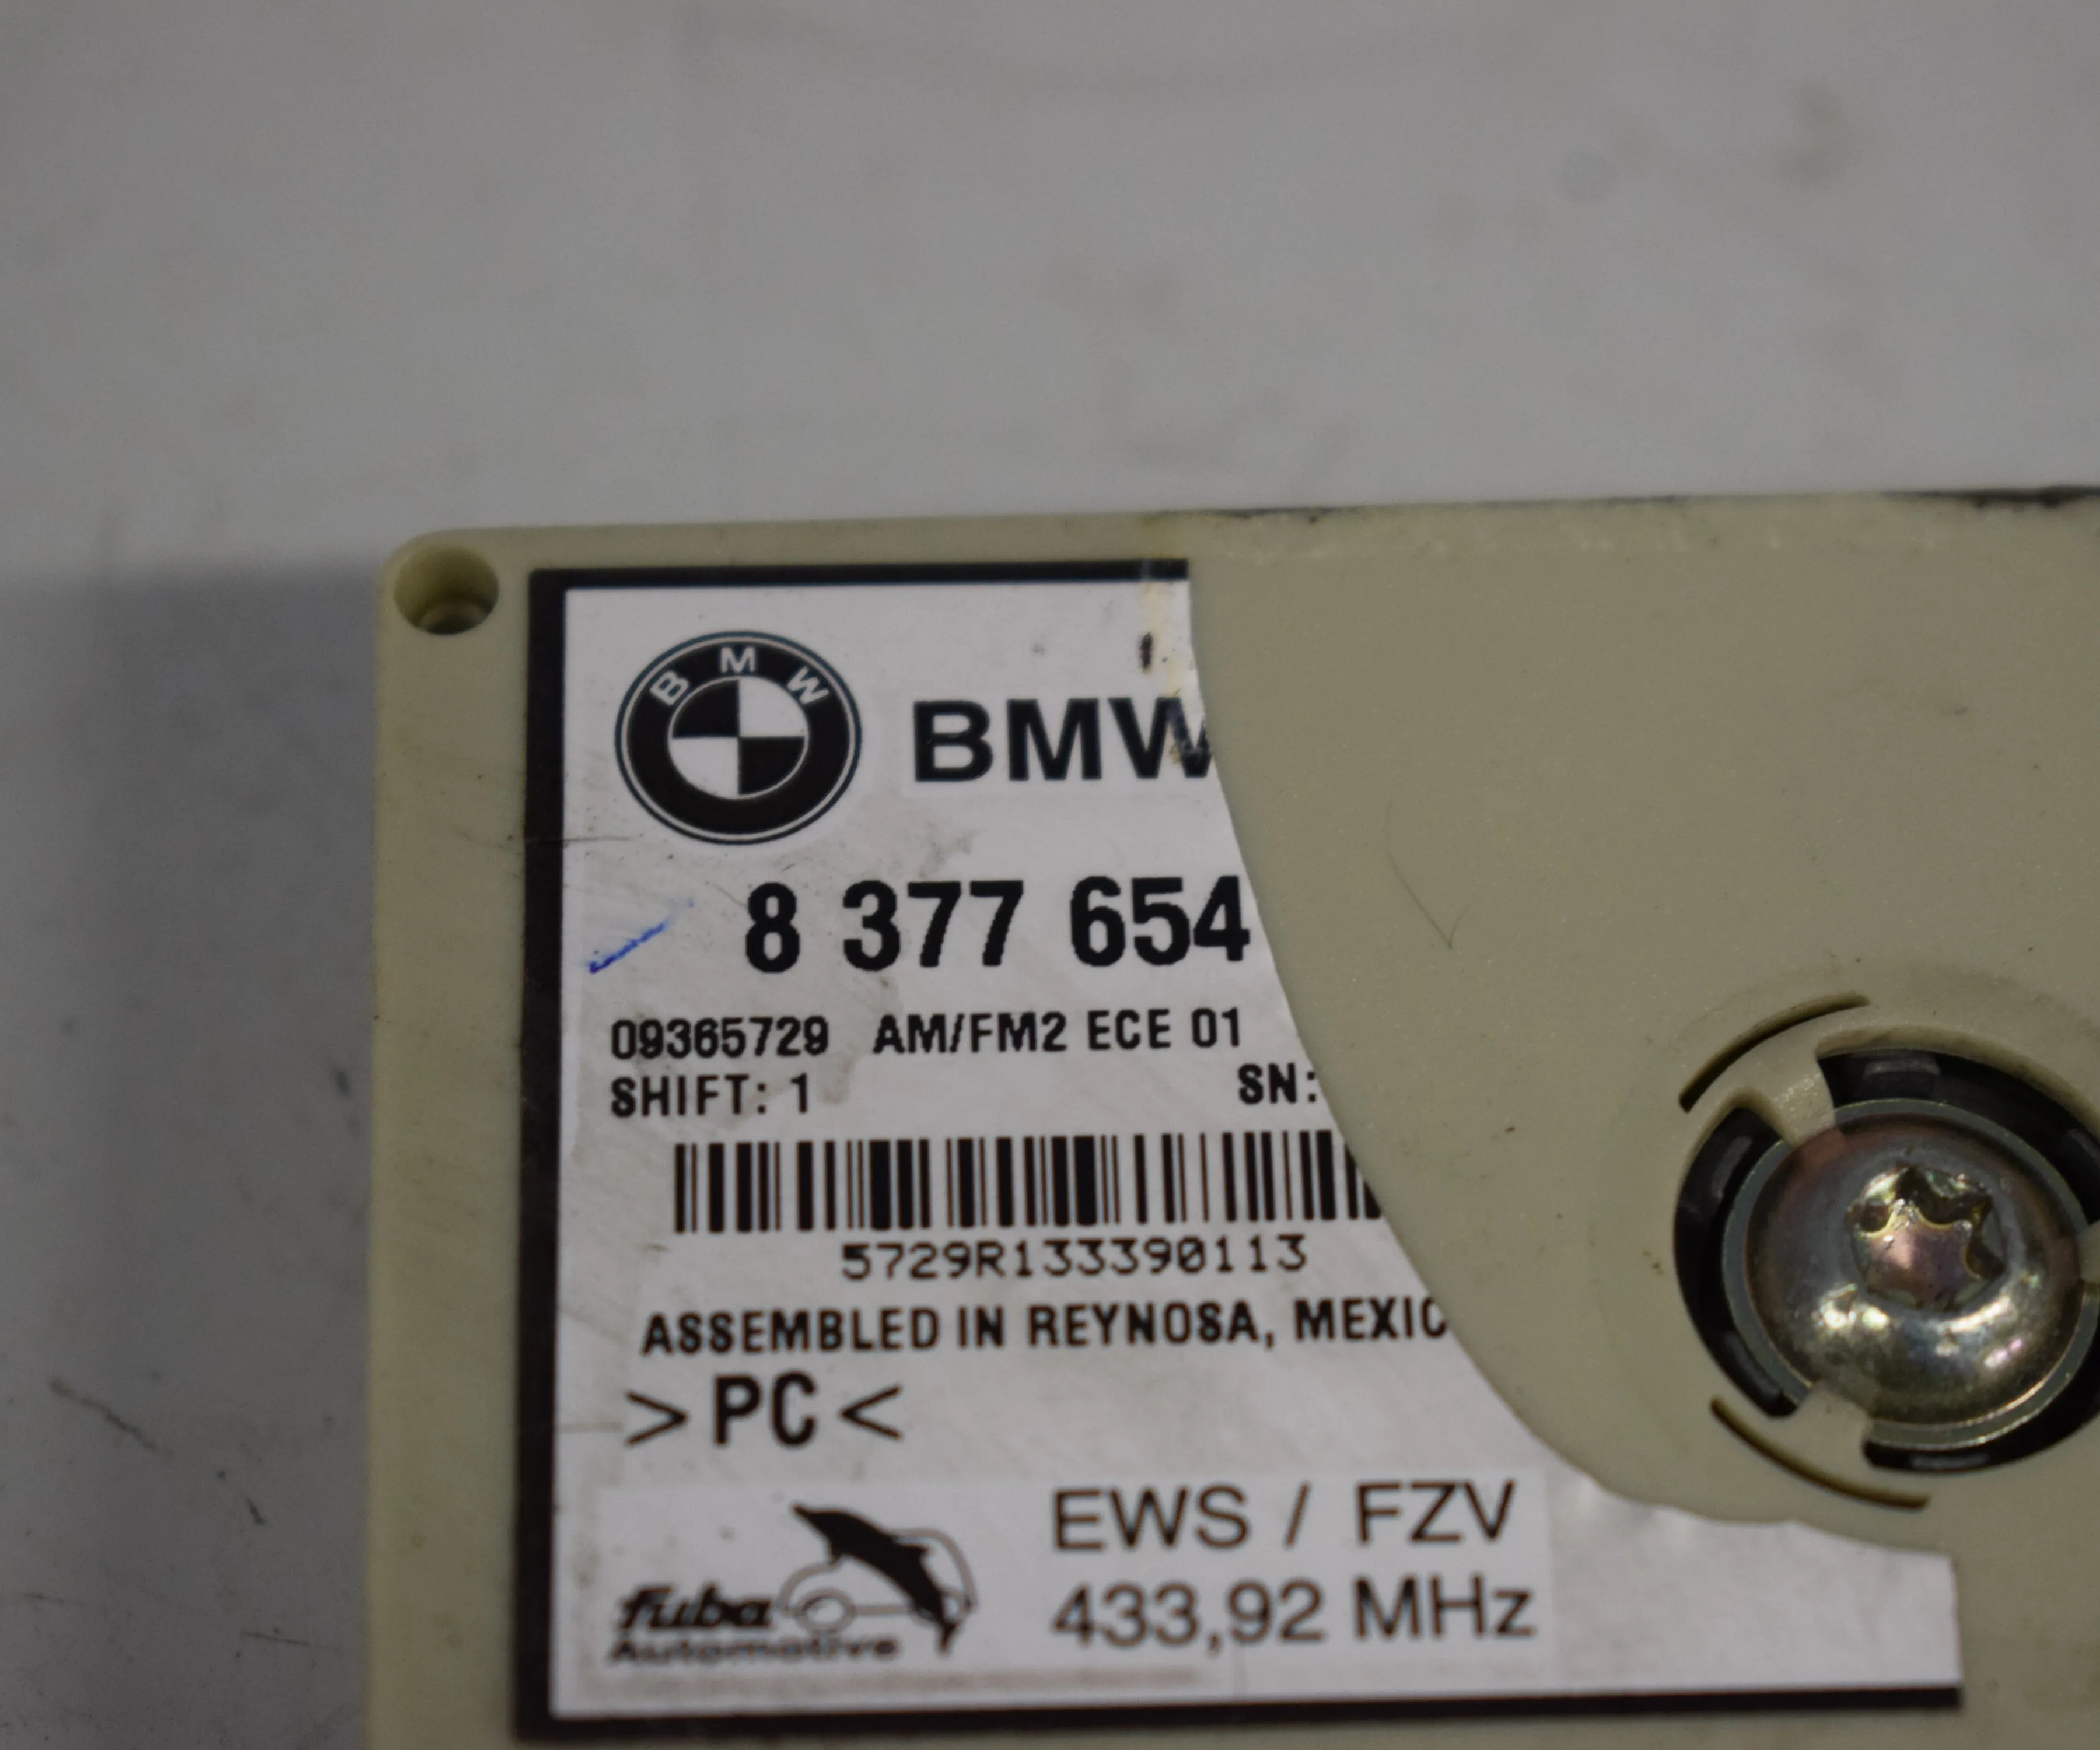 BMW
BMW
8 377 654
09365729 AM/FM2 ECE 01
SHIFT: 1 SN:
5729R133390113
ASSEMBLED IN REYNOSA, MEXIC
>PC<
EWS / FZV
fuba
Automotive
433,92 MHz